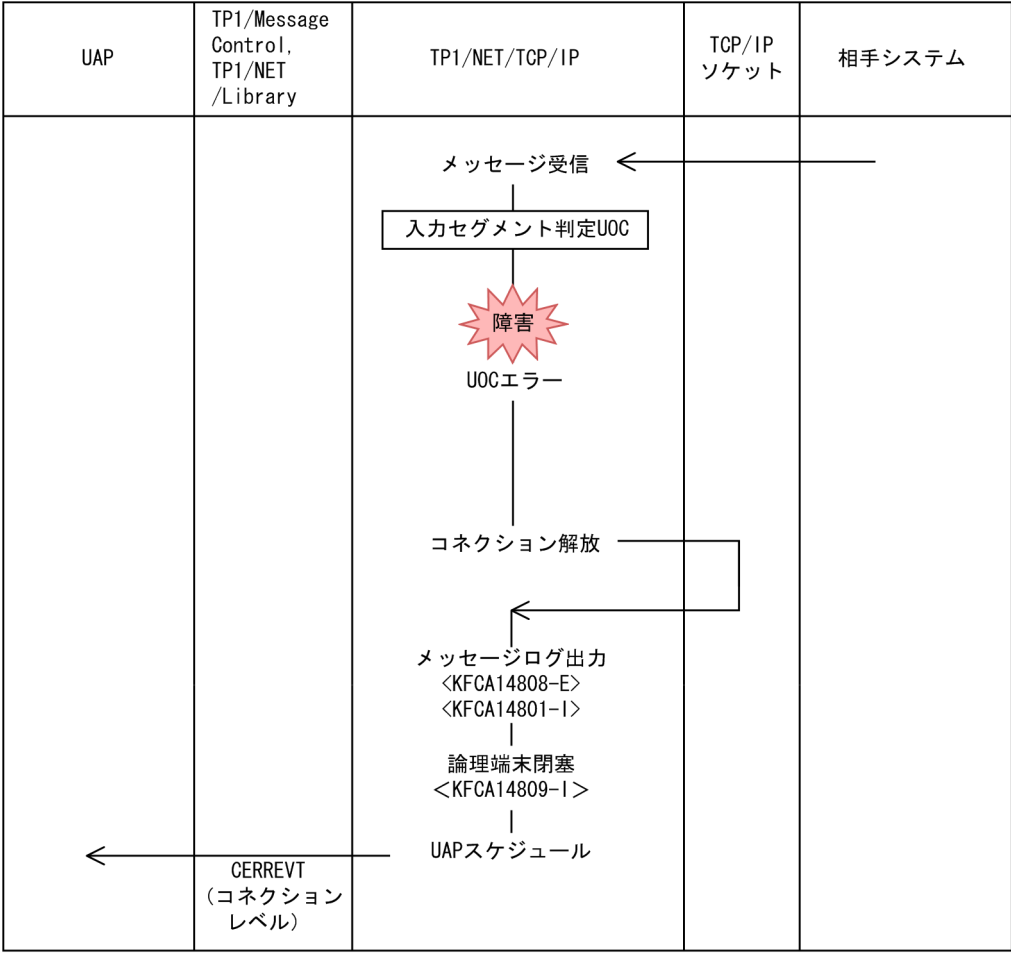 UAP
TP1/Message
Control,
TP1/NET
/Library
TP1/NET/TCP/IP
TCP/IP
ソケット
相手システム
メッセージ受信
入力セグメント判定UOC
障害
UOCエラー
コネクション解放
メッセージログ出力
<KFCA14808-E>
<KFCA14801-I>
論理端末閉塞
＜KFCA14809-I＞
UAPスケジュール
CERREVT
(コネクション
レベル)